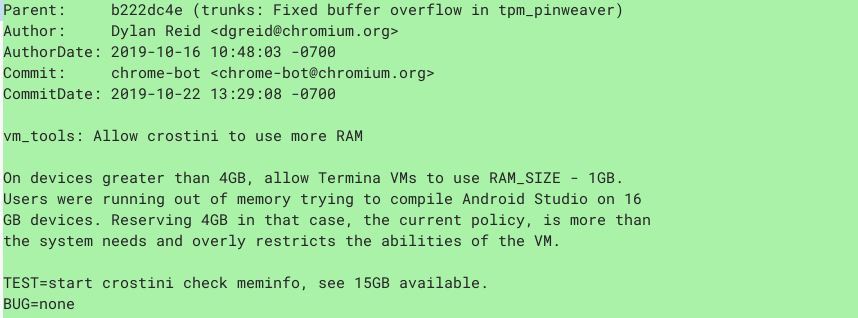 Parent:     b222dc4e (trunks: Fixed buffer overflow in tpm_pinweaver)
Author:     Dylan Reid <dgreid@chromium.org>
AuthorDate: 2019-10-16 10:48:03 -0700
Commit:     chrome-bot <chrome-bot@chromium.org>
CommitDate: 2019-10-22 13:29:08 -0700

vm_tools: Allow crostini to use more RAM

On devices greater than 4GB, allow Termina VMs to use RAM_SIZE - 1GB.
Users were running out of memory trying to compile Android Studio on 16
GB devices. Reserving 4GB in that case, the current policy, is more than
the system needs and overly restricts the abilities of the VM.

TEST=start crostini check meminfo, see 15GB available.
BUG=none